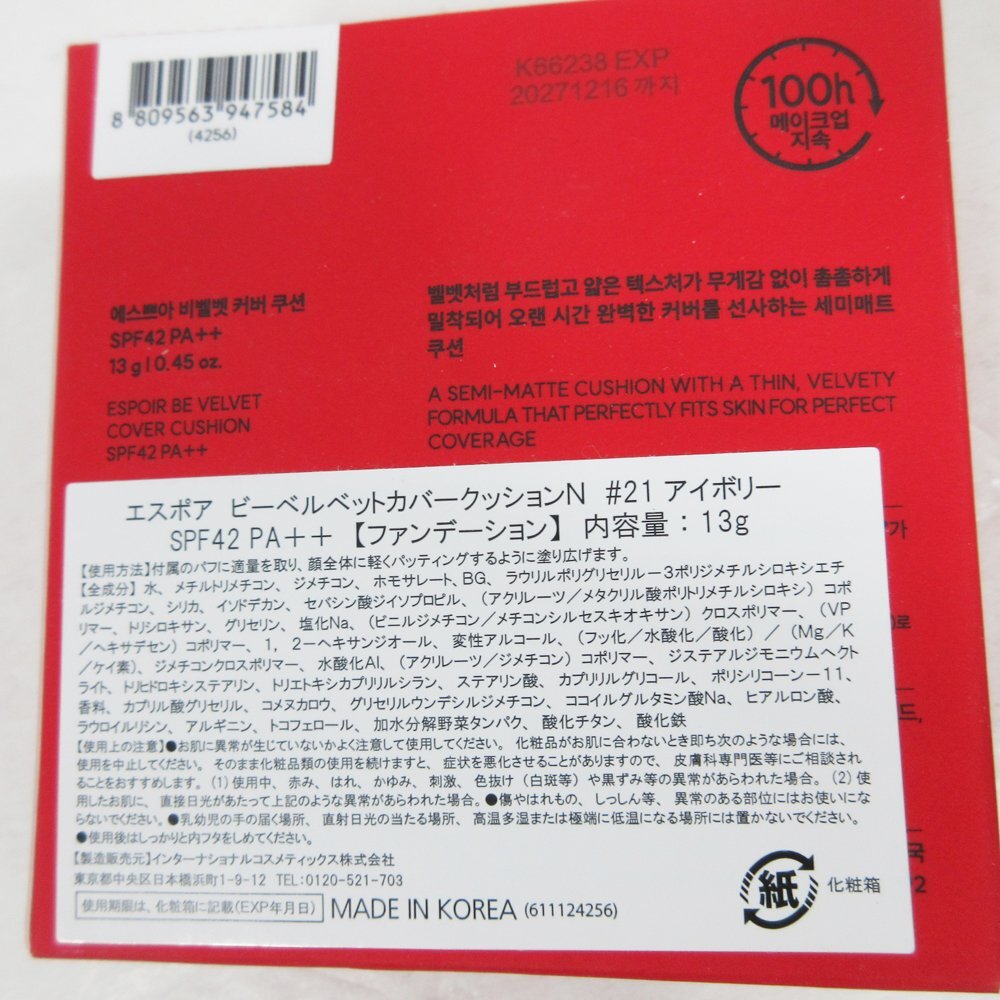 8 809563 947584
(4256)
K66238 EXP
20271216 까지
100h
메이크업
지속
에스쁘아 비벨벳 커버 쿠션
SPF42 PA++
13 g | 0.45 oz.
ESPOIR BE VELVET
COVER CUSHION
SPF42 PA++
벨벳처럼 부드럽고 얇은 텍스처가 무게감 없이 촘촘하게
밀착되어 오랜 시간 완벽한 커버를 선사하는 세미매트
쿠션
A SEMI-MATTE CUSHION WITH A THIN, VELVETY
FORMULA THAT PERFECTLY FITS SKIN FOR PERFECT
COVERAGE
エスポア ビーベルベットカバークッションN #21 アイボリー
SPF42 PA++ 【ファンデーション】 内容量:13g
【使用方法】付属のパフに適量を取り、顔全体に軽くパッティングするように塗り広げます。
【全成分】水、メチルトリメチコン、ジメチコン、ホモサレート、BG、ラウリルポリグリセリル-3ポリジメチルシロキシエチ
ルジメチコン、シリカ、イソドデカン、セバシン酸ジイソプロピル、(アクリレーツ/メタクリル酸ポリトリメチルシロキシ)コポ
リマー、トリシロキサン、グリセリン、塩化Na、(ビニルジメチコン/メチコンシルセスキオキサン)クロスポリマー、(VP
/ヘキサデセン)コポリマー、1,2-ヘキサンジオール、変性アルコール、(フッ化/水酸化/酸化)/(Mg/K
/ケイ素)、ジメチコンクロスポリマー、水酸化Al、(アクリレーツ/ジメチコン)コポリマー、ジステアルジモニウムヘクト
ライト、トリヒドロキシステアリン、トリエトキシカプリリルシラン、ステアリン酸、カプリリルグリコール、ポリシリコーン-11、
香料、カプリル酸グリセリル、コメヌカロウ、グリセリルウンデシルジメチコン、ココイルグルタミン酸Na、ヒアルロン酸、
ラウロイルリシン、アルギニン、トコフェロール、加水分解野菜タンパク、酸化チタン、酸化鉄
【使用上の注意】●お肌に異常が生じていないかよく注意して使用してください。化粧品がお肌に合わないとき即ち次のような場合には、
使用を中止してください。そのまま化粧品類の使用を続けますと、症状を悪化させることがありますので、皮膚科専門医等にご相談され
ることをおすすめします。(1)使用中、赤み、はれ、かゆみ、刺激、色抜け(白斑等)や黒ずみ等の異常があらわれた場合。(2)使
用したお肌に、直接日光があたって上記のような異常があらわれた場合。●傷やはれもの、しっしん等、異常のある部位にはお使いにな
らないでください。●乳幼児の手の届く場所、直射日光の当たる場所、高温多湿または極端に低温になる場所には置かないでください。
●使用後はしっかりと内フタをしめてください。
【製造販売元】インターナショナルコスメティックス株式会社
東京都中央区日本橋浜町1-9-12 TEL:0120-521-703
使用期限は、化粧箱に記載(EXP年月日) MADE IN KOREA (611124256)
紙 化粧箱